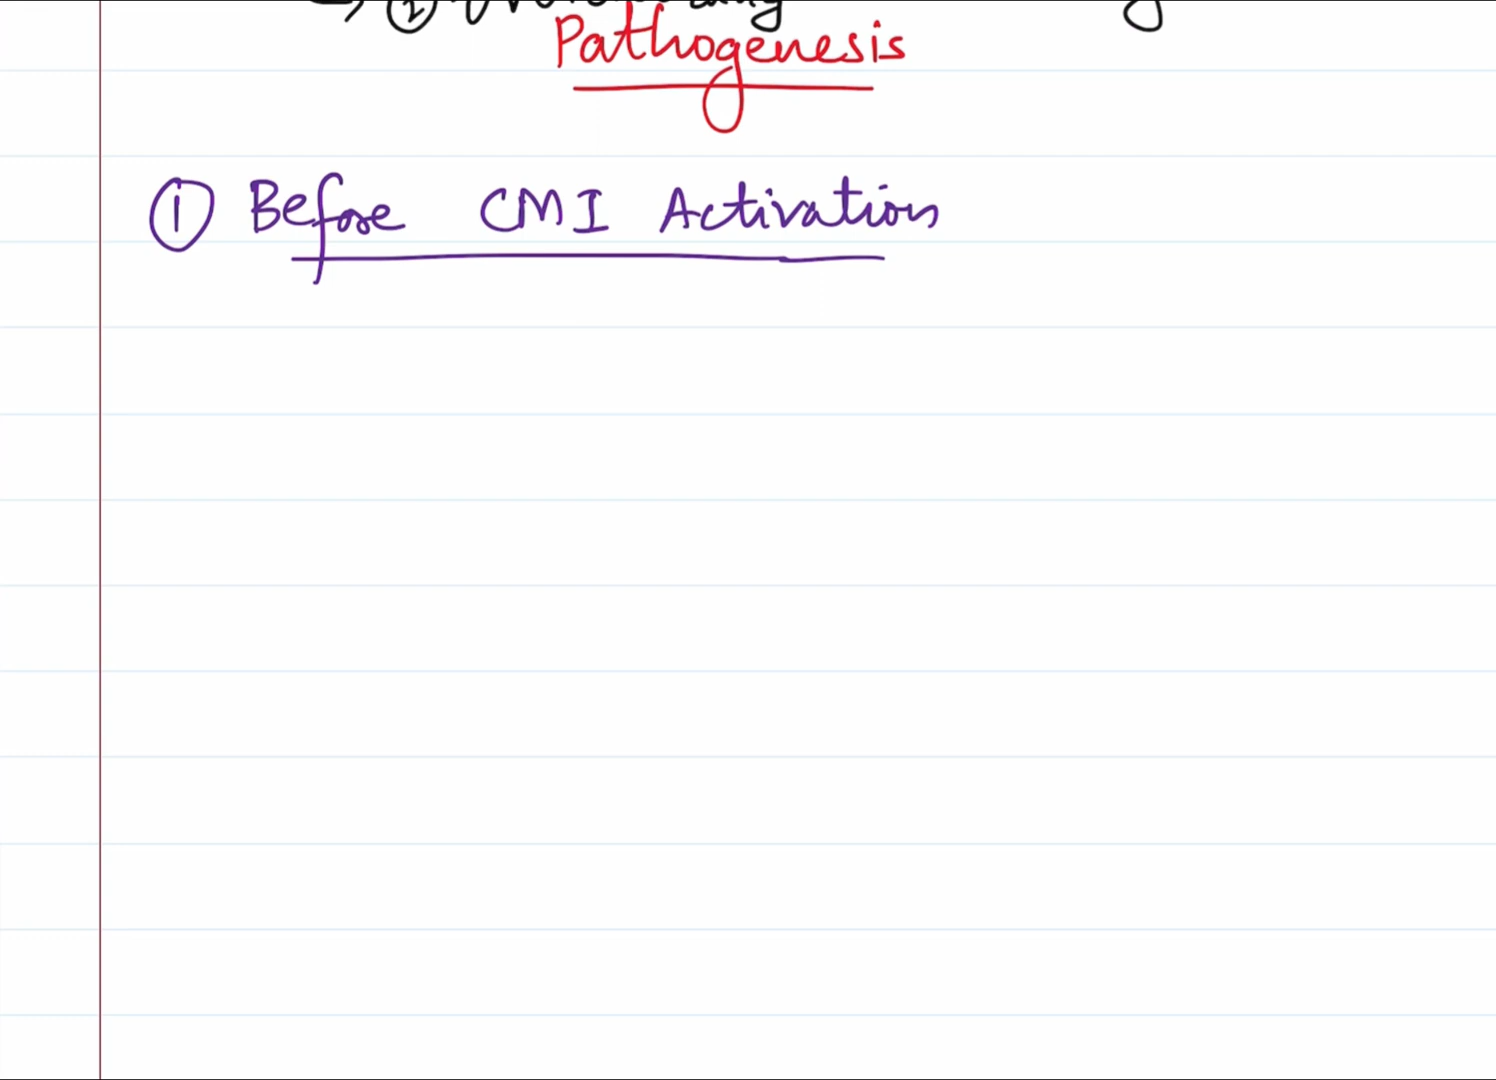 Pathogenesis
① Before CMI Activation